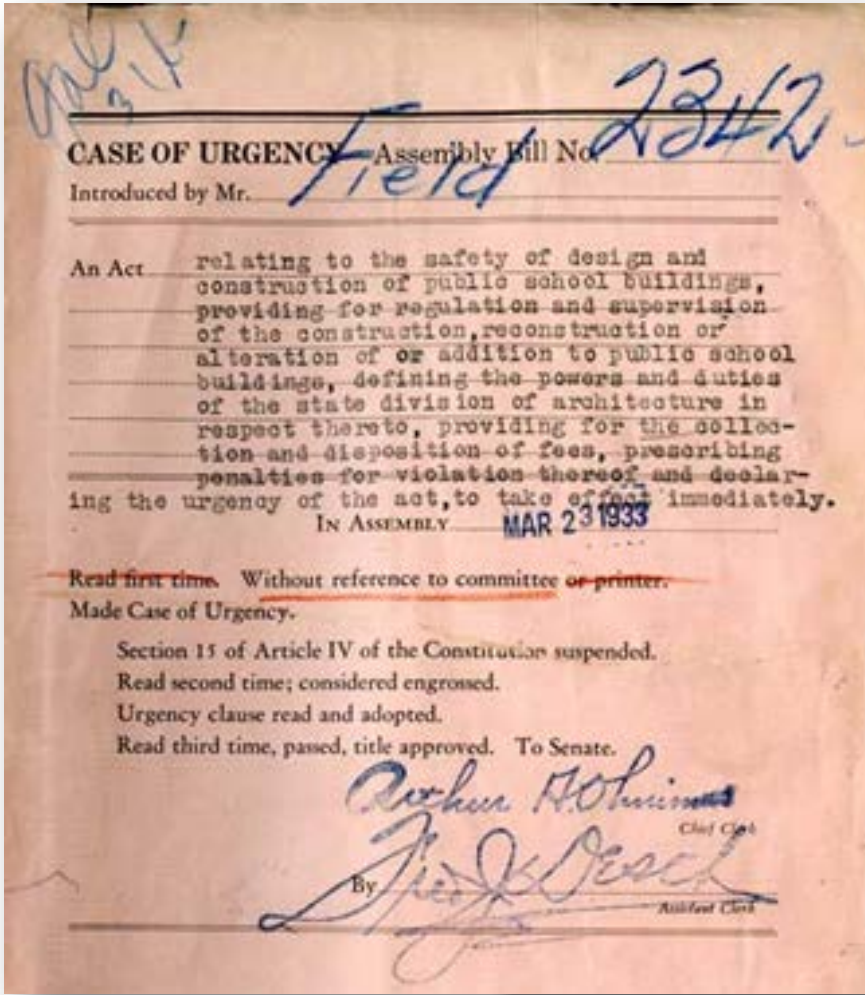 CASE OF URGENCY Assembly Bill No. 2342
Introduced by Mr. Field
An Act relating to the safety of design and
construction of public school buildings,
providing for regulation and supervision
of the construction,reconstruction or
alteration of or addition to public school
buildings, defining the powers and duties
of the state division of architecture in
respect thereto, providing for the collec-
tion and disposition of fees, prescribing
penalties for violation thereof and declar-
ing the urgency of the act,to take effect immediately.
IN ASSEMBLY MAR 23 1933
Read first time. Without reference to committee or printer.
Made Case of Urgency.
Section 15 of Article IV of the Constitution suspended.
Read second time; considered engrossed.
Urgency clause read and adopted.
Read third time, passed, title approved. To Senate.
Arthur A. Ohnimus
Chief Clerk
By Desch
Assistant Clerk